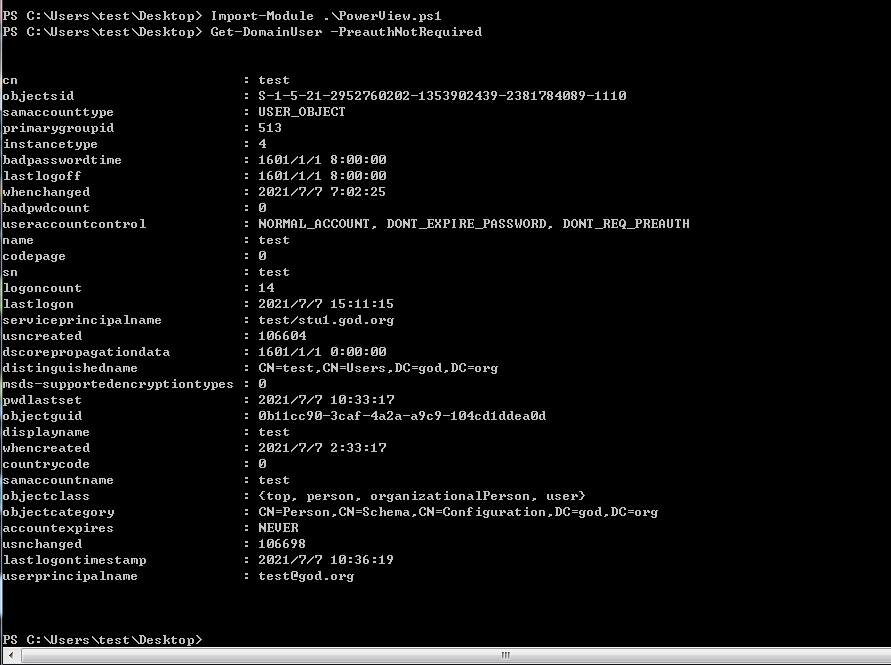 PS C:\Users\test\Desktop> Import-Module .\PowerView.ps1
PS C:\Users\test\Desktop> Get-DomainUser -PreauthNotRequired
cn                            : test
objectsid                     : S-1-5-21-2952760202-1353902439-2381784089-1110
samaccounttype                : USER_OBJECT
primarygroupid                : 513
instancetype                  : 4
badpasswordtime               : 1601/1/1 8:00:00
lastlogoff                    : 1601/1/1 8:00:00
whenchanged                   : 2021/7/7 7:02:25
badpwdcount                   : 0
useraccountcontrol            : NORMAL_ACCOUNT, DONT_EXPIRE_PASSWORD, DONT_REQ_PREAUTH
name                          : test
codepage                      : 0
sn                            : test
logoncount                    : 14
lastlogon                     : 2021/7/7 15:11:15
serviceprincipalname          : test/stu1.god.org
usncreated                    : 106604
dscorepropagationdata         : 1601/1/1 0:00:00
distinguishedname             : CN=test,CN=Users,DC=god,DC=org
msds-supportedencryptiontypes : 0
pwdlastset                    : 2021/7/7 10:33:17
objectguid                    : 0b11cc90-3caf-4a2a-a9c9-104cd1ddea0d
displayname                   : test
whencreated                   : 2021/7/7 2:33:17
countrycode                   : 0
samaccountname                : test
objectclass                   : {top, person, organizationalPerson, user}
objectcategory                : CN=Person,CN=Schema,CN=Configuration,DC=god,DC=org
accountexpires                : NEVER
usnchanged                    : 106698
lastlogontimestamp            : 2021/7/7 10:36:19
userprincipalname             : test@god.org
PS C:\Users\test\Desktop>